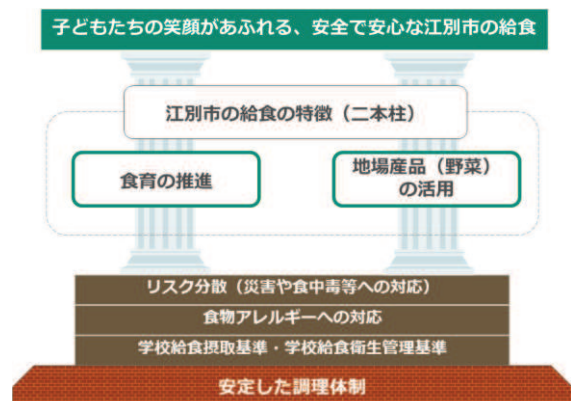 子どもたちの笑顔があふれる、安全で安心な江別市の給食
江別市の給食の特徴（二本柱）
食育の推進
地場産品（野菜）
の活用
リスク分散（災害や食中毒等への対応）
食物アレルギーへの対応
学校給食摂取基準・学校給食衛生管理基準
安定した調理体制